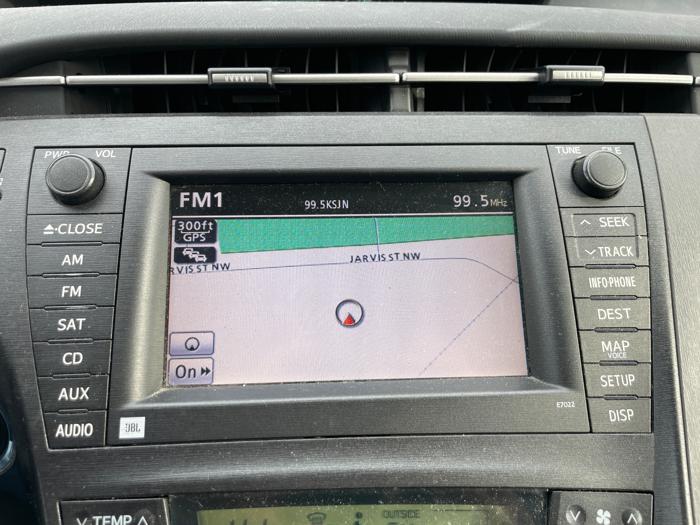 PWR VOL
TUNE FILE
FM1 99.5KSJN 99.5MHz
300ft
GPS
RVIS ST NW
JARVIS ST NW
On
CLOSE
AM
FM
SAT
CD
AUX
AUDIO
SEEK
TRACK
INFO·PHONE
DEST
MAP
VOICE
SETUP
DISP
JBL
E7022
TEMP
OUTSIDE